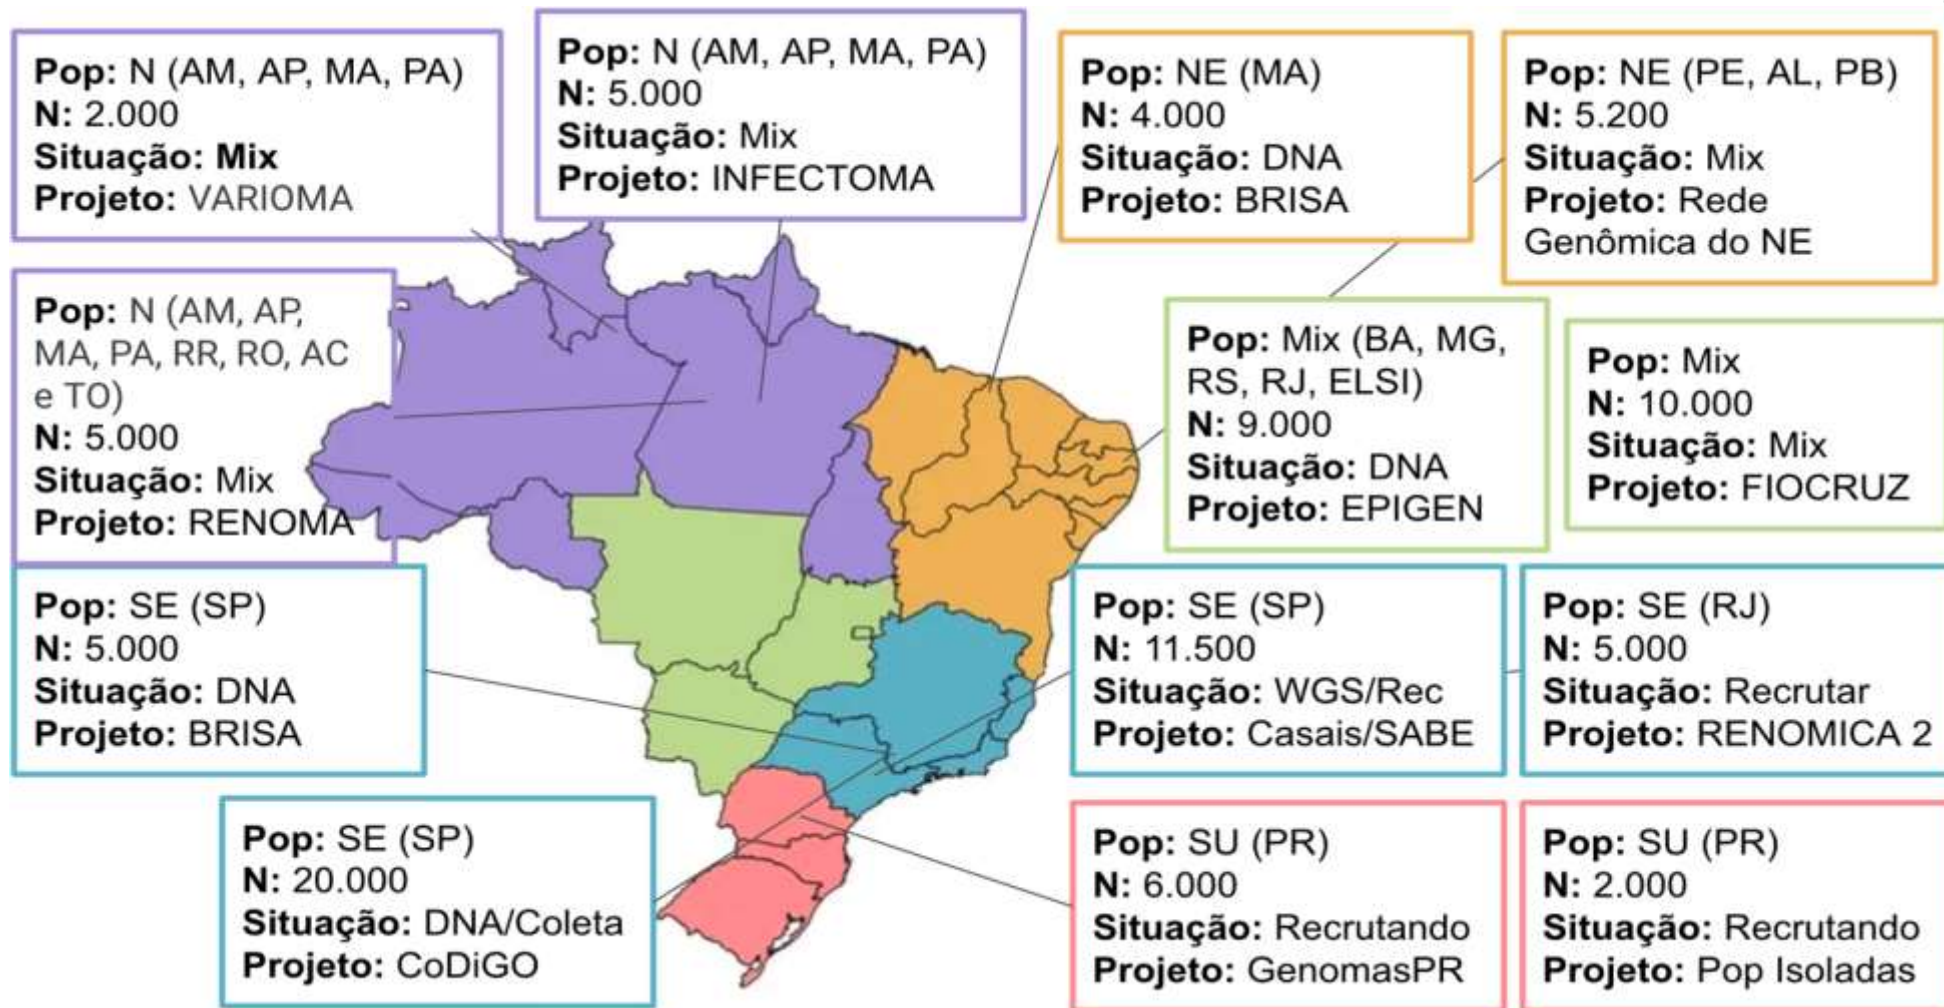 Pop: N (AM, AP, MA, PA)
N: 2.000
Situação: Mix
Projeto: VARIOMA
Pop: N (AM, AP, MA, PA)
N: 5.000
Situação: Mix
Projeto: INFECTOMA
Pop: NE (MA)
N: 4.000
Situação: DNA
Projeto: BRISA
Pop: NE (PE, AL, PB)
N: 5.200
Situação: Mix
Projeto: Rede
Genômica do NE
Pop: N (AM, AP,
MA, PA, RR, RO, AC
e TO)
N: 5.000
Situação: Mix
Projeto: RENOMA
Pop: Mix (BA, MG,
RS, RJ, ELSI)
N: 9.000
Situação: DNA
Projeto: EPIGEN
Pop: Mix
N: 10.000
Situação: Mix
Projeto: FIOCRUZ
Pop: SE (SP)
N: 5.000
Situação: DNA
Projeto: BRISA
Pop: SE (SP)
N: 11.500
Situação: WGS/Rec
Projeto: Casais/SABE
Pop: SE (RJ)
N: 5.000
Situação: Recrutar
Projeto: RENOMICA 2
Pop: SE (SP)
N: 20.000
Situação: DNA/Coleta
Projeto: CoDiGO
Pop: SU (PR)
N: 6.000
Situação: Recrutando
Projeto: GenomasPR
Pop: SU (PR)
N: 2.000
Situação: Recrutando
Projeto: Pop Isoladas